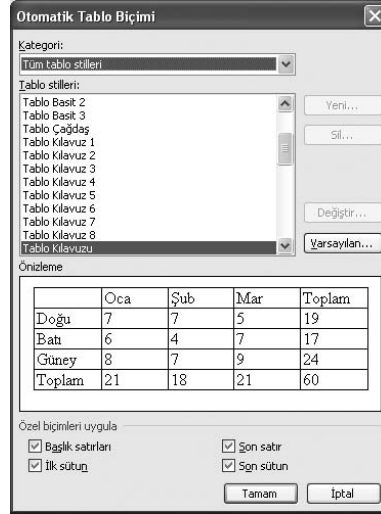 Otomatik Tablo Biçimi
Kategori:
Tüm tablo stilleri
Tablo stilleri:
Tablo Basit 2
Tablo Basit 3
Tablo Çağdaş
Tablo Kılavuz 1
Tablo Kılavuz 2
Tablo Kılavuz 3
Tablo Kılavuz 4
Tablo Kılavuz 5
Tablo Kılavuz 6
Tablo Kılavuz 7
Tablo Kılavuz 8
Tablo Kılavuzu
Yeni...
Sil...
Değiştir...
Varsayılan...
Önizleme
Oca Şub Mar Toplam
Doğu 7 7 5 19
Batı 6 4 7 17
Güney 8 7 9 24
Toplam 21 18 21 60
Özel biçimleri uygula
Başlık satırları Son satır
İlk sütun Son sütun
Tamam İptal